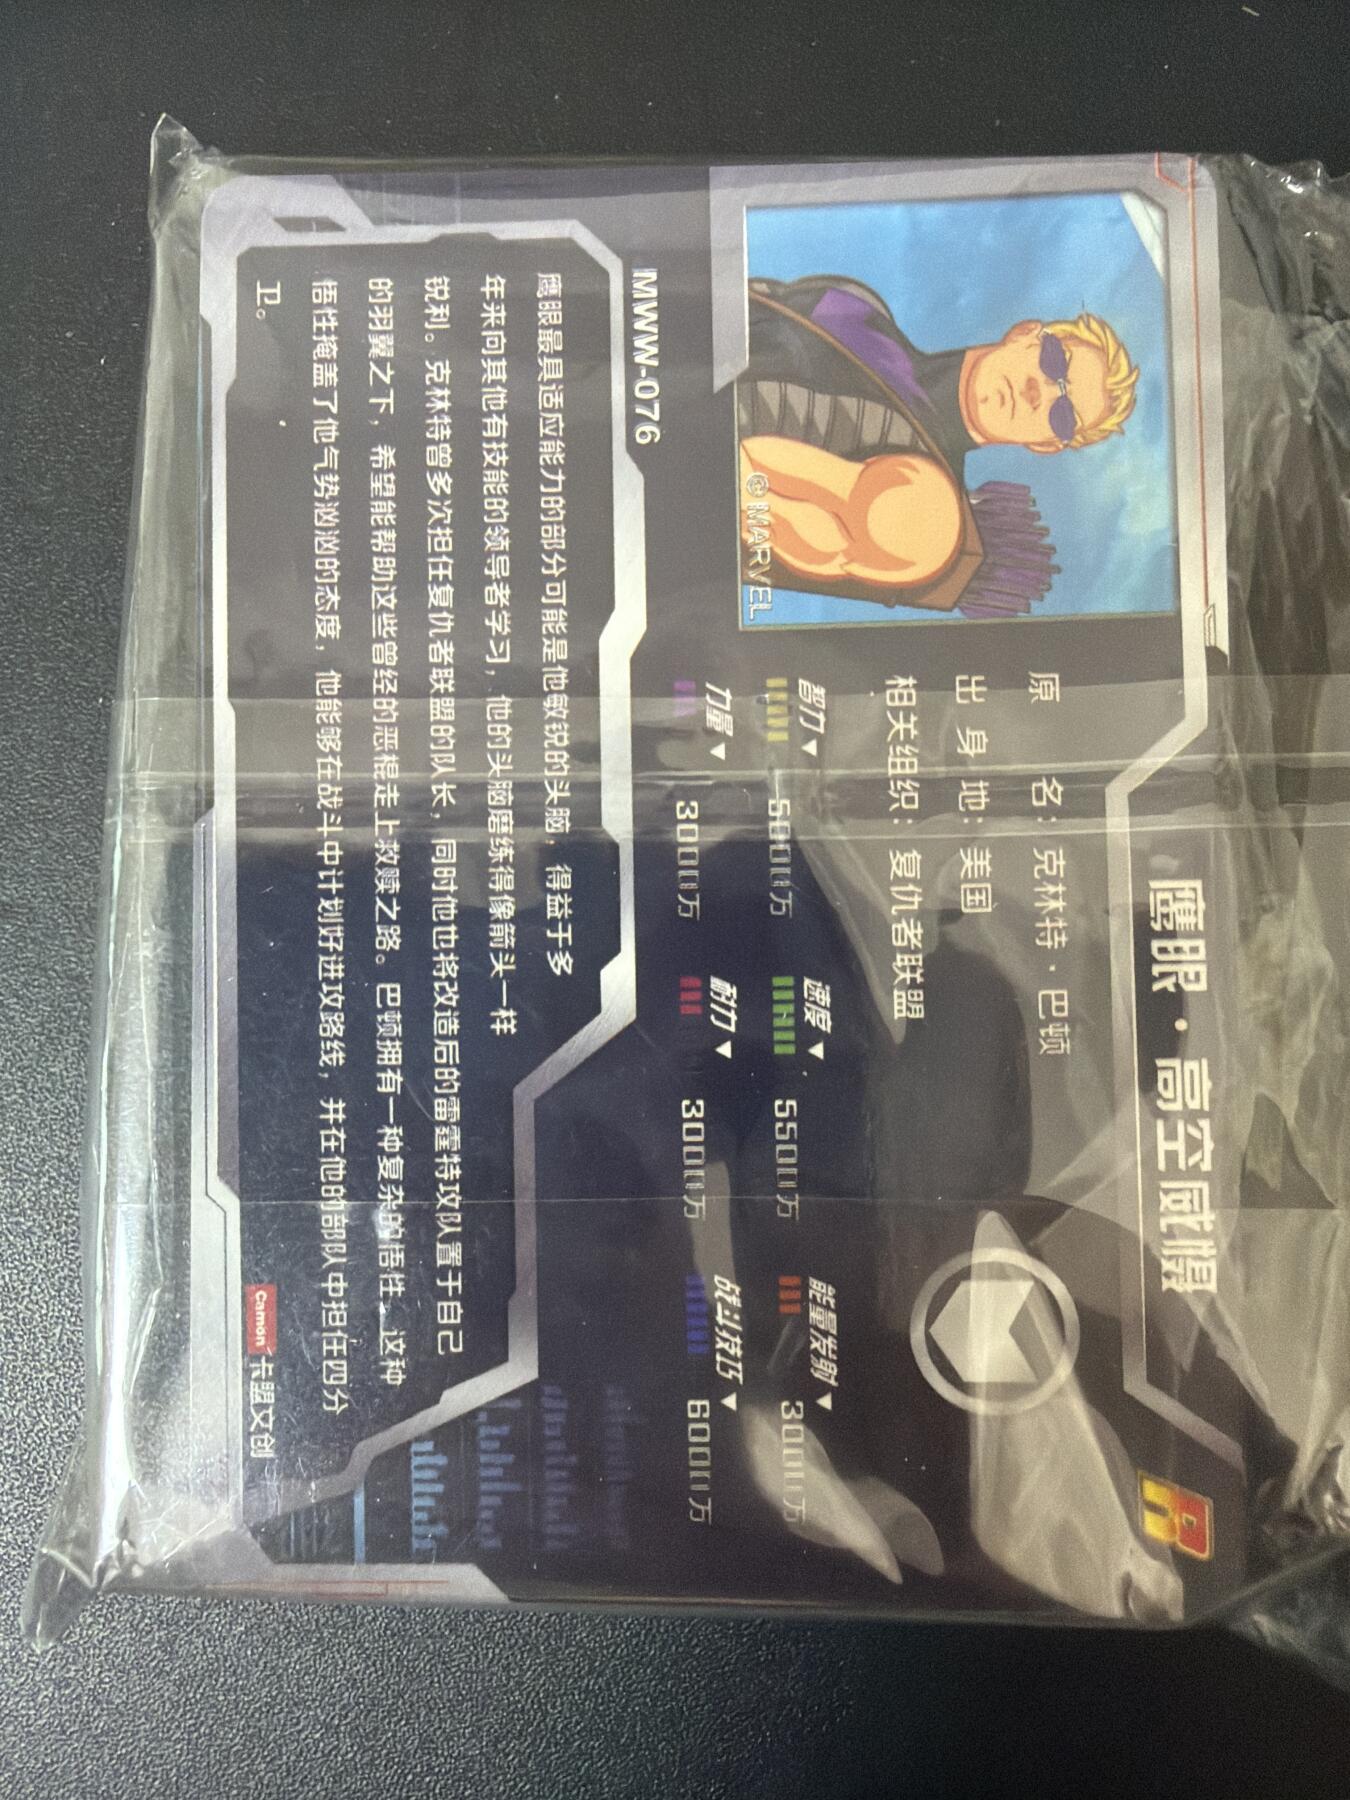 鹰眼·高空威慑
R
原 名：克林特·巴顿
出 身 地：美国
相关组织：复仇者联盟
©MARVEL
智力▼ 5000万 速度▼ 5500万 能量发射▼ 3000万
力量▼ 3000万 耐力▼ 3000万 战斗技巧▼ 6000万
MWW-076
鹰眼最具适应能力的部分可能是他敏锐的头脑，得益于多
年来向其他有技能的领导者学习，他的头脑磨练得像箭头一样
锐利。克林特曾多次担任复仇者联盟的队长，同时他也将改造后的雷霆特攻队置于自己
的羽翼之下，希望能帮助这些曾经的恶棍走上救赎之路。巴顿拥有一种复杂的悟性，这种
悟性掩盖了他气势汹汹的态度，他能够在战斗中计划好进攻路线，并在他的部队中担任四分
卫。
Camon 卡盟文创